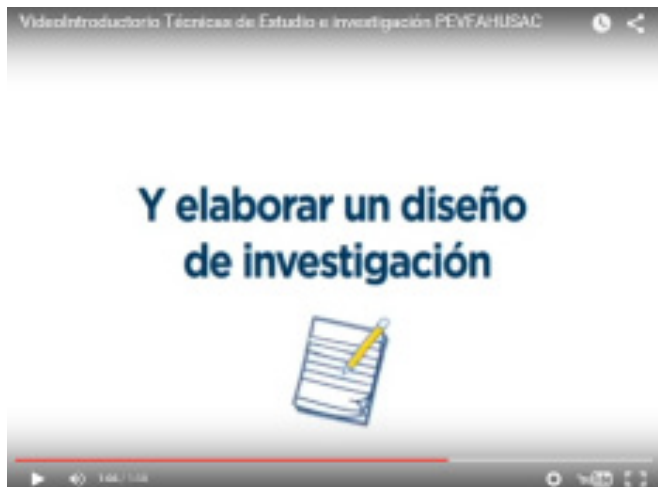 VideoIntroductorio Técnicas de Estudio e investigación PEVFAHUSAC
Y elaborar un diseño
de investigación